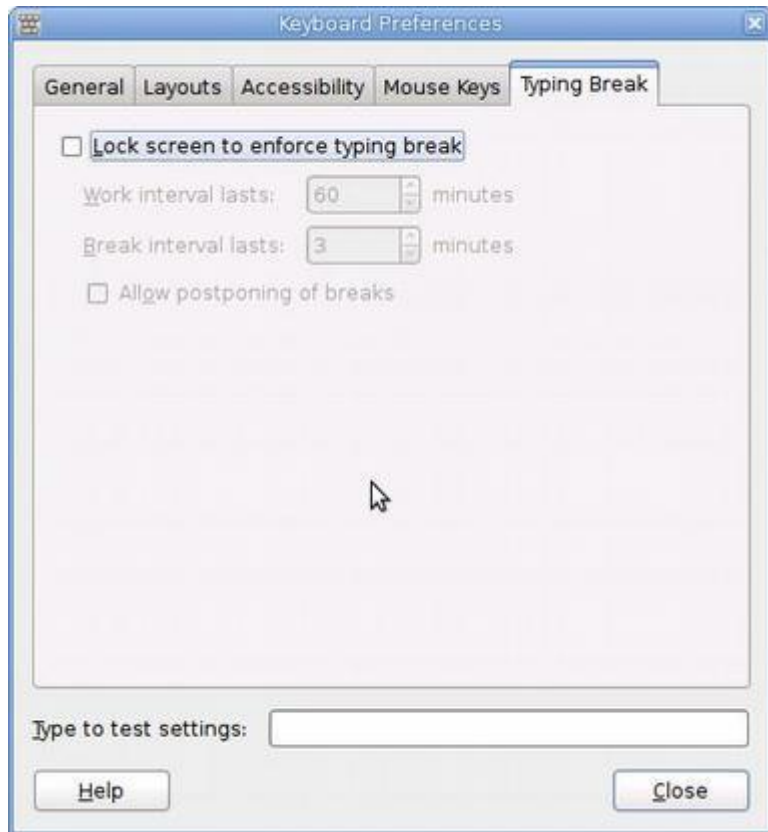 Keyboard Preferences
General Layouts Accessibility Mouse Keys Typing Break
Lock screen to enforce typing break
Work interval lasts: 60 minutes
Break interval lasts: 3 minutes
Allow postponing of breaks
Type to test settings:
Help Close